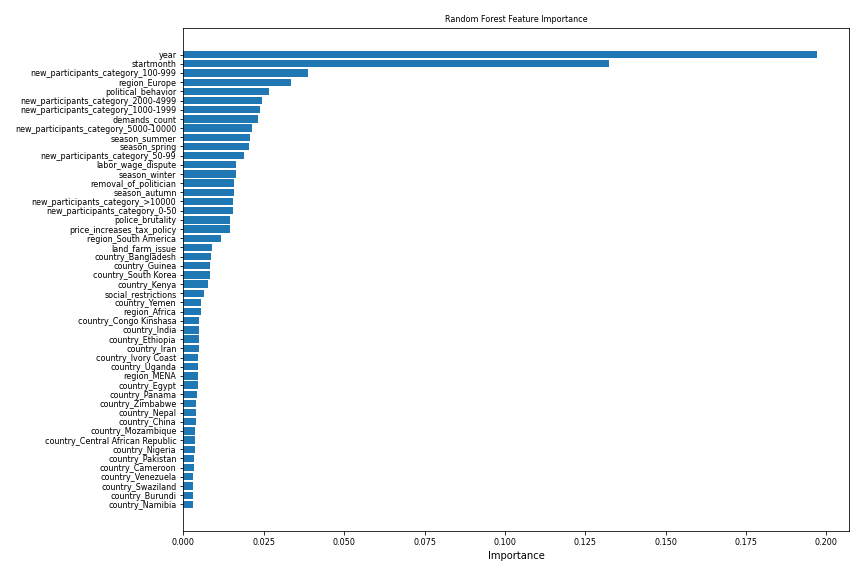 Random Forest Feature Importance
year
startmonth
new_participants_category_100-999
region_Europe
political_behavior
new_participants_category_2000-4999
new_participants_category_1000-1999
demands_count
new_participants_category_5000-10000
season_summer
season_spring
new_participants_category_50-99
labor_wage_dispute
season_winter
removal_of_politician
season_autumn
new_participants_category_>10000
new_participants_category_0-50
police_brutality
price_increases_tax_policy
region_South America
land_farm_issue
country_Bangladesh
country_Guinea
country_South Korea
country_Kenya
social_restrictions
country_Yemen
region_Africa
country_Congo Kinshasa
country_India
country_Ethiopia
country_Iran
country_Ivory Coast
country_Uganda
region_MENA
country_Egypt
country_Panama
country_Zimbabwe
country_Nepal
country_China
country_Mozambique
country_Central African Republic
country_Nigeria
country_Pakistan
country_Cameroon
country_Venezuela
country_Swaziland
country_Burundi
country_Namibia
0.000 0.025 0.050 0.075 0.100 0.125 0.150 0.175 0.200
Importance